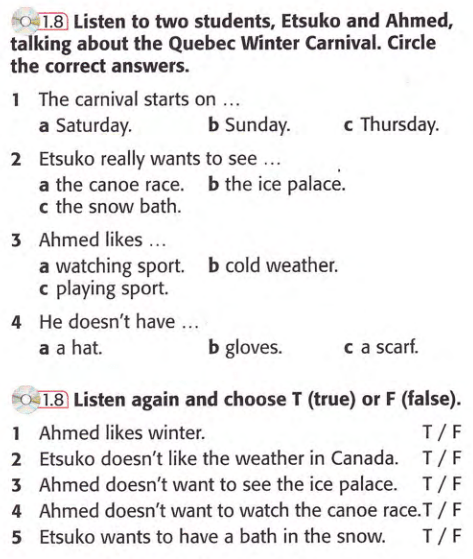 1.8 Listen to two students, Etsuko and Ahmed,
talking about the Quebec Winter Carnival. Circle
the correct answers.
1 The carnival starts on ...
a Saturday. b Sunday. c Thursday.
2 Etsuko really wants to see ...
a the canoe race. b the ice palace.
c the snow bath.
3 Ahmed likes ...
a watching sport. b cold weather.
c playing sport.
4 He doesn't have ...
a a hat. b gloves. c a scarf.
1.8 Listen again and choose T (true) or F (false).
1 Ahmed likes winter. T / F
2 Etsuko doesn't like the weather in Canada. T / F
3 Ahmed doesn't want to see the ice palace. T / F
4 Ahmed doesn't want to watch the canoe race. T / F
5 Etsuko wants to have a bath in the snow. T / F